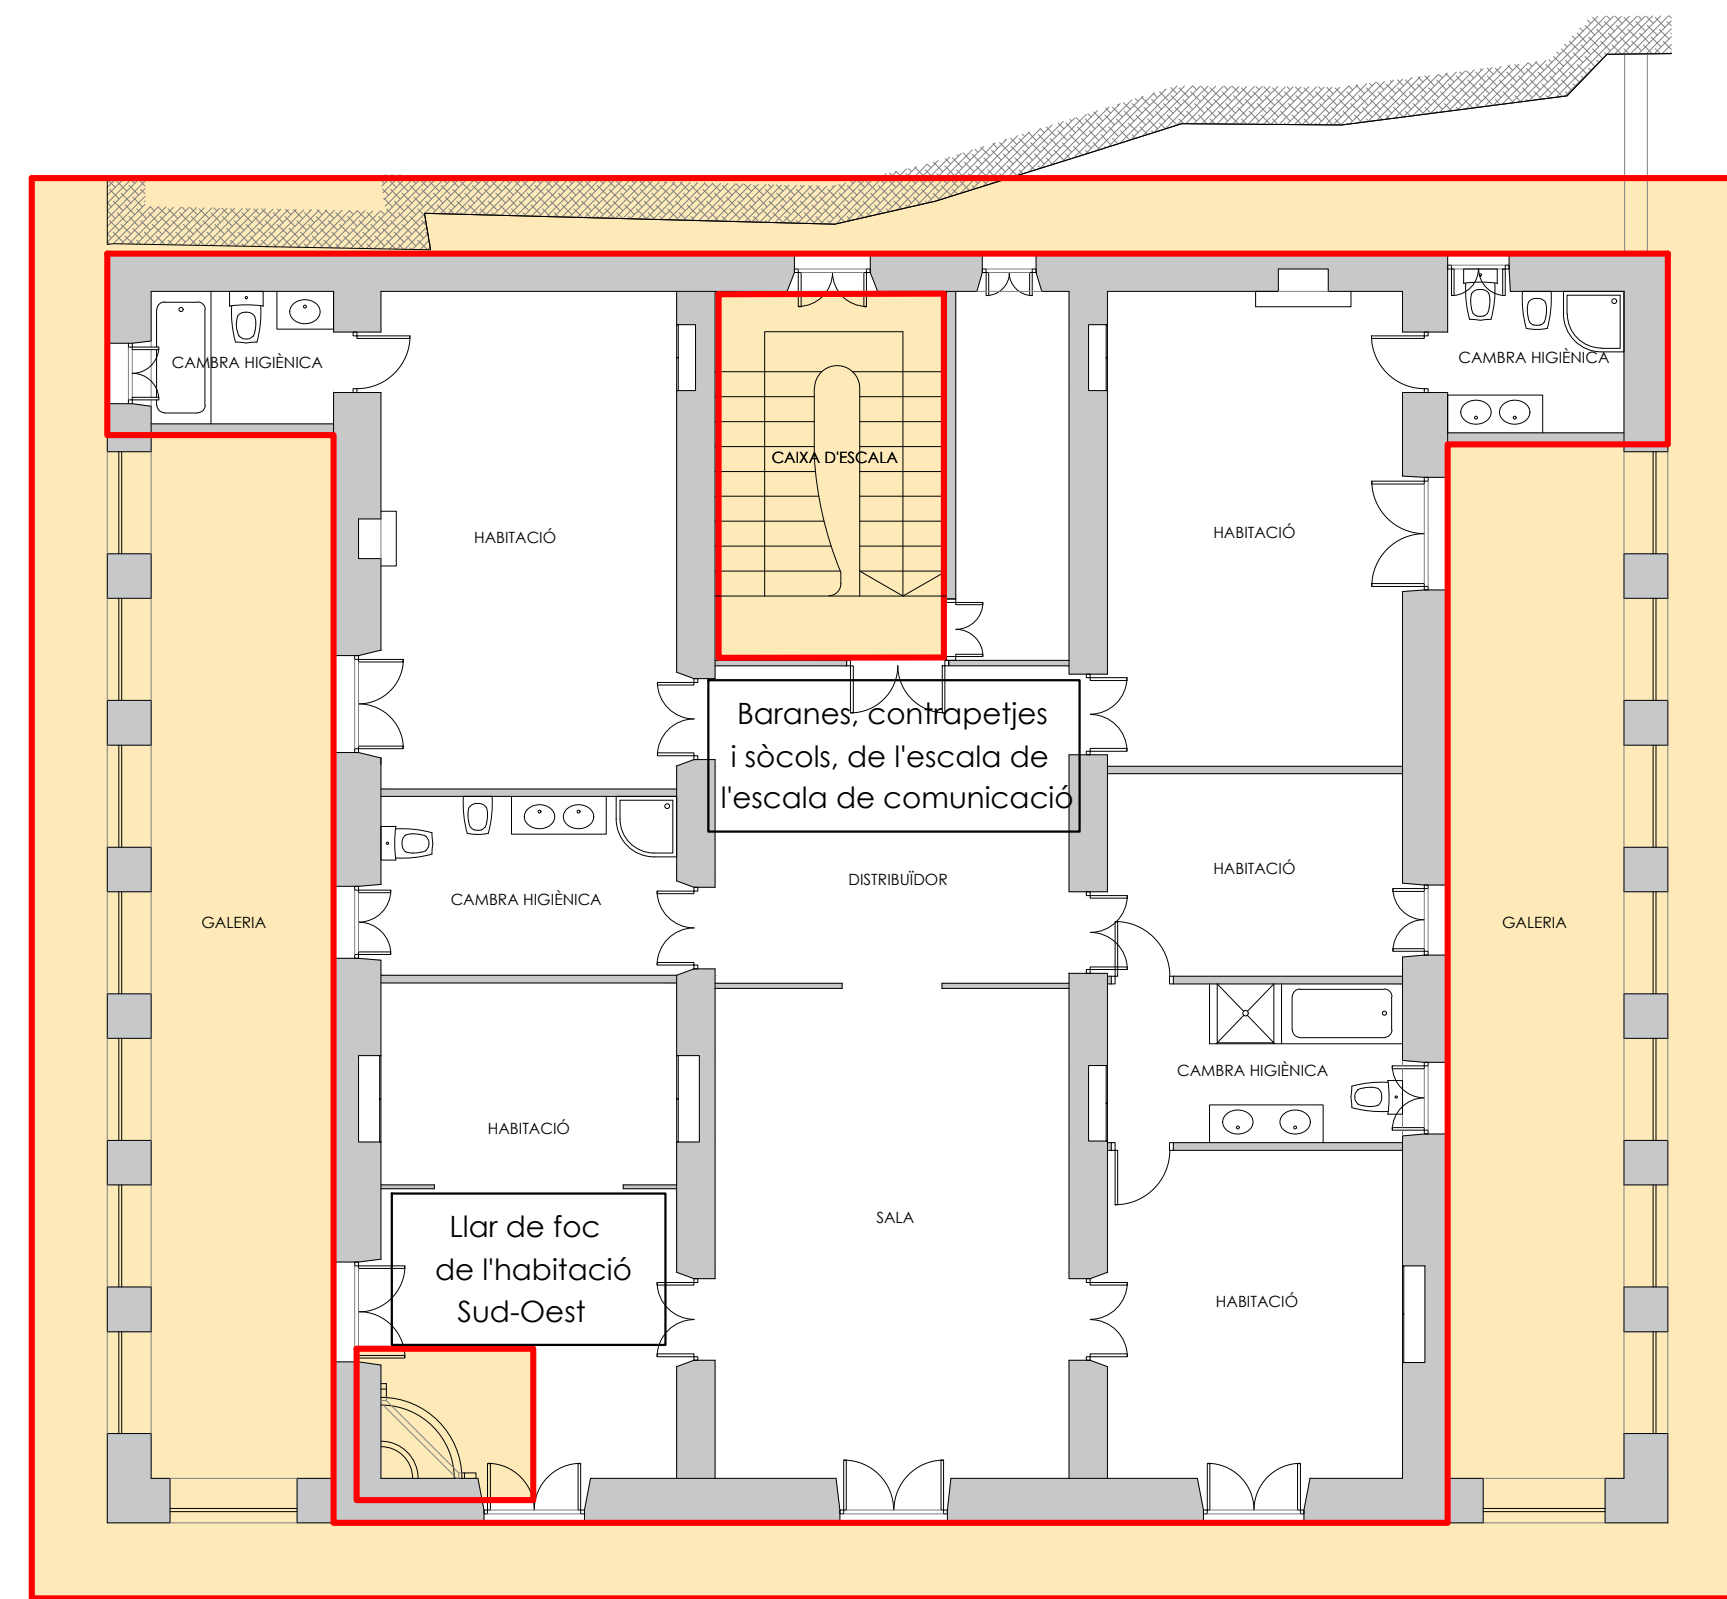 CAMBRA HIGIÈNICA
CAMBRA HIGIÈNICA
CAIXA D'ESCALA
HABITACIÓ
HABITACIÓ
Baranes, contrapetjes
i sòcols, de l'escala de
l'escala de comunicació
HABITACIÓ
DISTRIBUÏDOR
CAMBRA HIGIÈNICA
GALERIA
GALERIA
CAMBRA HIGIÈNICA
HABITACIÓ
SALA
Llar de foc
de l'habitació
Sud-Oest
HABITACIÓ